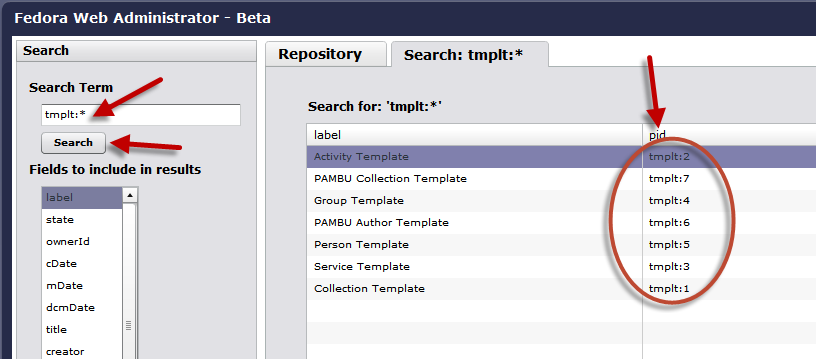 Fedora Web Administrator - Beta
Search
Search Term
tmplt:*
Search
Fields to include in results
label
state
ownerId
cDate
mDate
dcmDate
title
creator
Repository
Search: tmplt:*
Search for: 'tmplt:*'
label pid
Activity Template tmplt:2
PAMBU Collection Template tmplt:7
Group Template tmplt:4
PAMBU Author Template tmplt:6
Person Template tmplt:5
Service Template tmplt:3
Collection Template tmplt:1